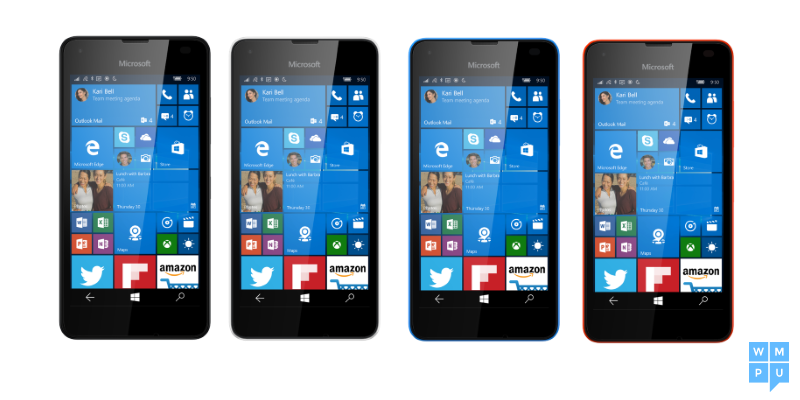 Microsoft
9:50
Kari Bell
Team meeting agenda
Outlook Mail
4
4
Microsoft Edge
Store
Lunch with Barbara
Café
11:00 AM
Photos
Thursday 10
Maps
amazon
Microsoft
9:50
Kari Bell
Team meeting agenda
Outlook Mail
4
4
Microsoft Edge
Store
Lunch with Barbara
Café
11:00 AM
Thursday 10
Maps
amazon
Microsoft
9:50
Kari Bell
Team meeting agenda
Outlook Mail
4
4
Microsoft Edge
Store
Lunch with Barbara
Café
11:00 AM
Thursday 10
Maps
amazon
Microsoft
9:50
Kari Bell
Team meeting agenda
Outlook Mail
4
4
Microsoft Edge
Store
Lunch with Barbara
Café
11:00 AM
Thursday 10
Maps
amazon
W M
P U